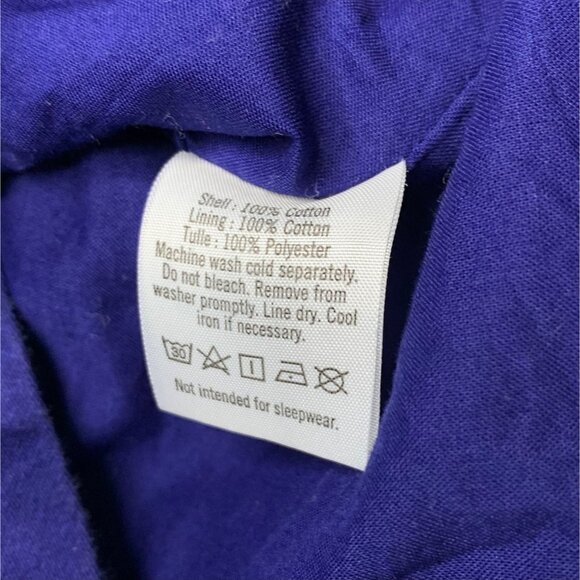 Shell : 100% Cotton
Lining : 100% Cotton
Tulle : 100% Polyester
Machine wash cold separately.
Do not bleach. Remove from
washer promptly. Line dry. Cool
iron if necessary.
30
Not intended for sleepwear.